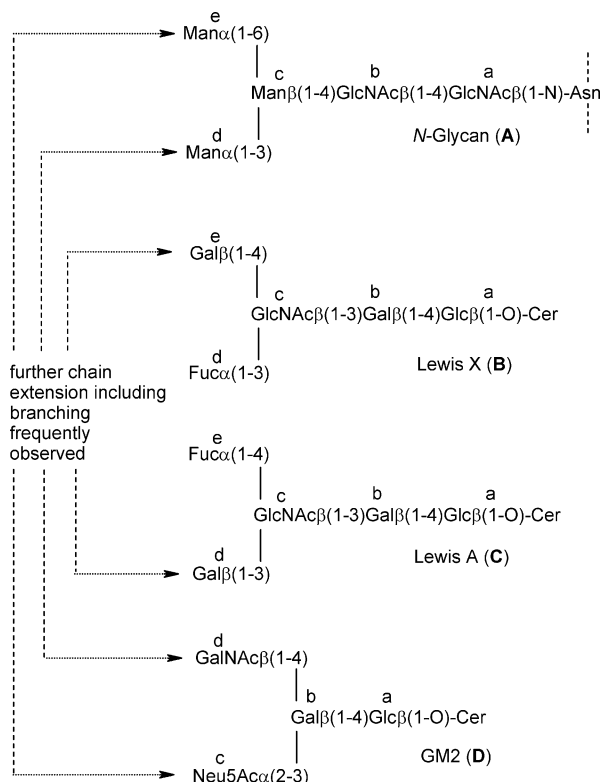 e
Manα(1-6)
c b a
Manβ(1-4)GlcNAcβ(1-4)GlcNAcβ(1-N)-Asn
d
Manα(1-3)
N-Glycan (A)
e
Galβ(1-4)
c b a
GlcNAcβ(1-3)Galβ(1-4)Glcβ(1-O)-Cer
d
Fucα(1-3)
Lewis X (B)
further chain
extension including
branching
frequently
observed
e
Fucα(1-4)
c b a
GlcNAcβ(1-3)Galβ(1-4)Glcβ(1-O)-Cer
d
Galβ(1-3)
Lewis A (C)
d
GalNAcβ(1-4)
b a
Galβ(1-4)Glcβ(1-O)-Cer
c
Neu5Acα(2-3)
GM2 (D)